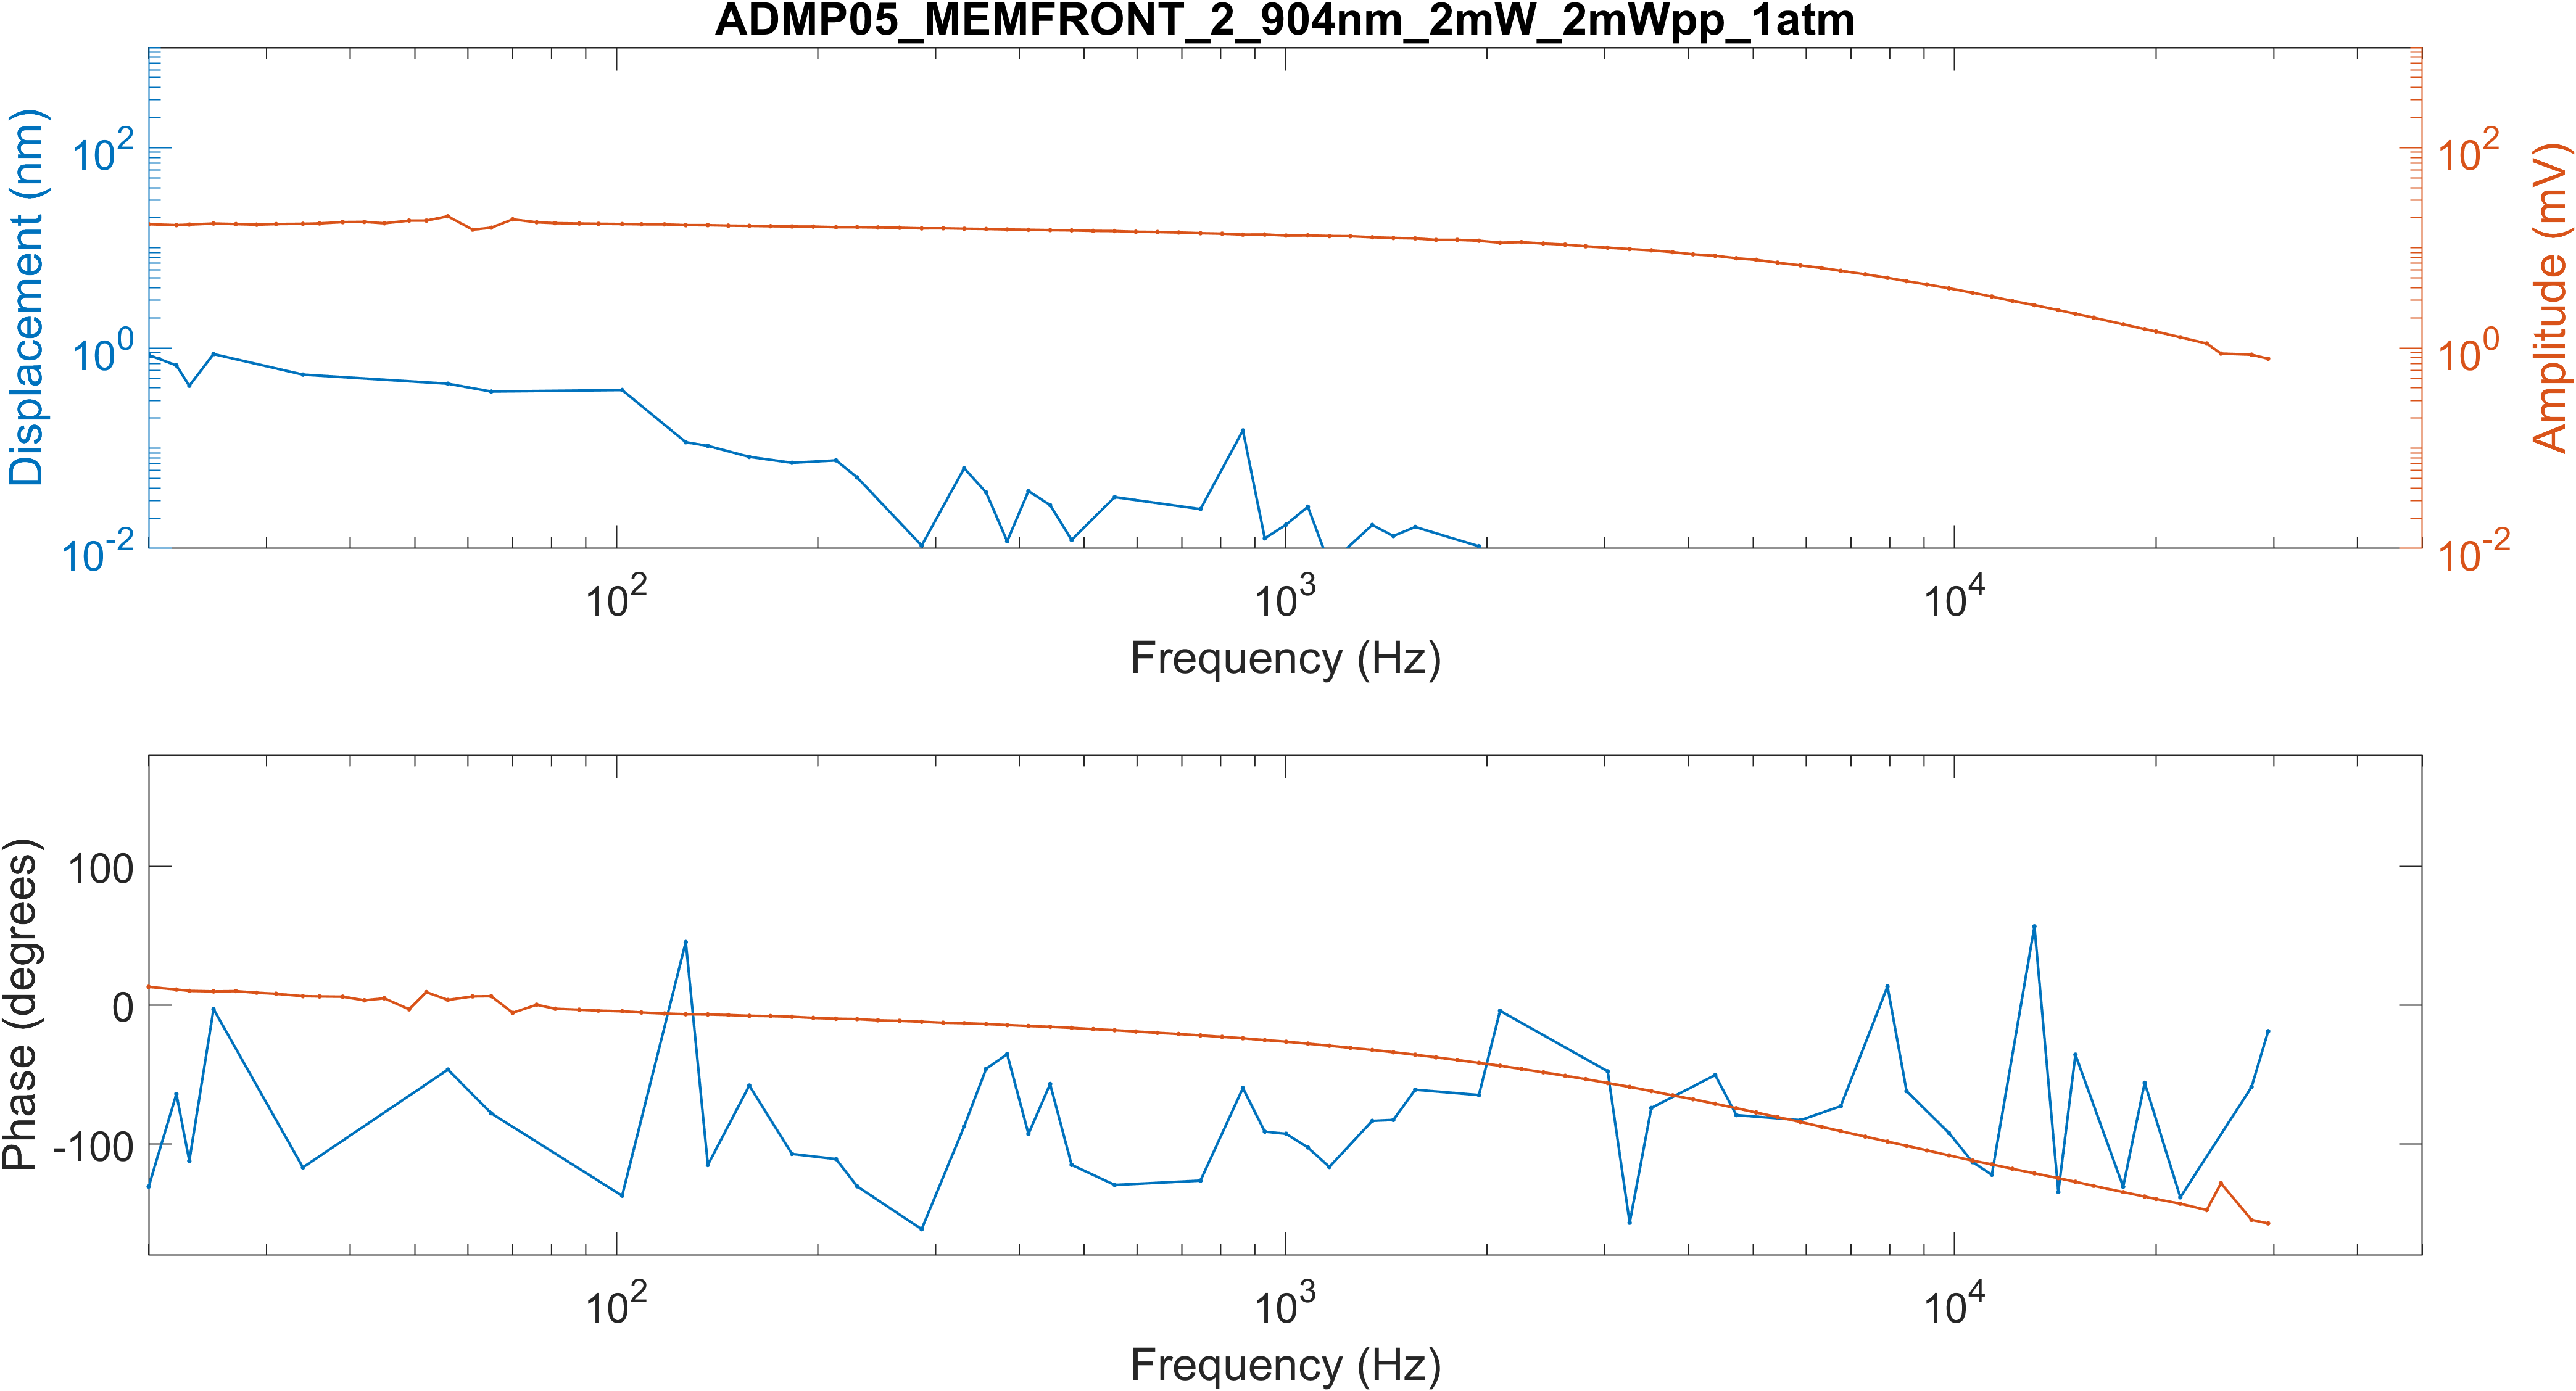 ADMP05_MEMFRONT_2_904nm_2mW_2mWpp_1atm
Displacement (nm)
10^2
10^0
10^-2
10^2
10^0
10^-2
Amplitude (mV)
10^2
10^3
10^4
Frequency (Hz)
Phase (degrees)
100
0
-100
10^2
10^3
10^4
Frequency (Hz)